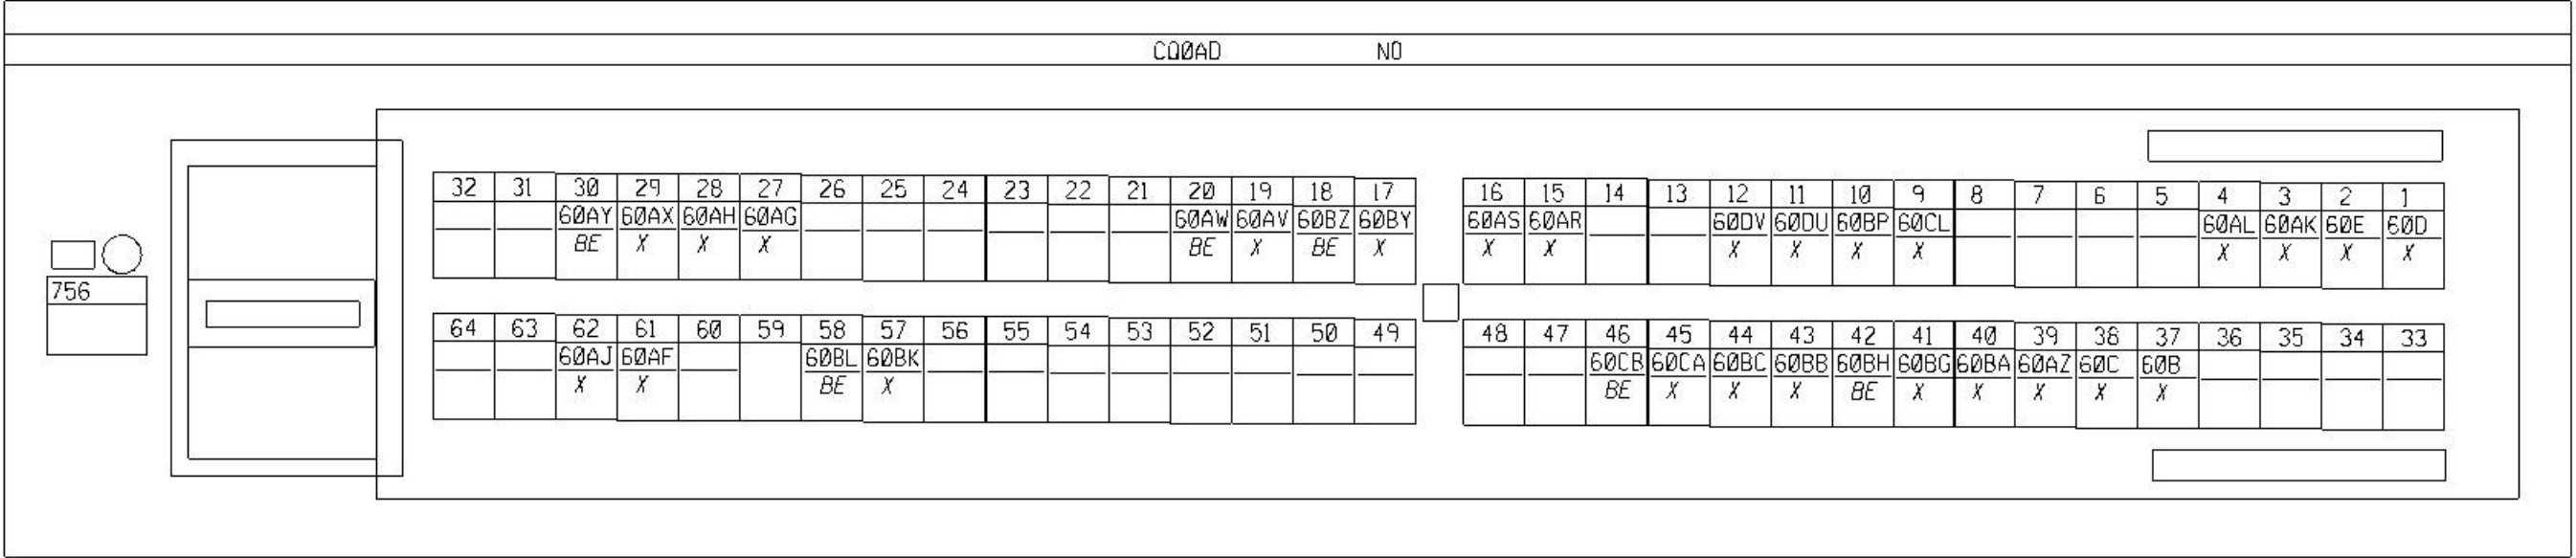 CQ0AD NO
32 31 30 29 28 27 26 25 24 23 22 21 20 19 18 17 16 15 14 13 12 11 10 9 8 7 6 5 4 3 2 1
60AY 60AX 60AH 60AG 60AW 60AV 60BZ 60BY 60AS 60AR 60DV 60DU 60BP 60CL 60AL 60AK 60E 60D
BE X X X BE X BE X X X X X X X X X X X
756
64 63 62 61 60 59 58 57 56 55 54 53 52 51 50 49 48 47 46 45 44 43 42 41 40 39 38 37 36 35 34 33
60AJ 60AF 60BL 60BK 60CB 60CA 60BC 60BB 60BH 60BG 60BA 60AZ 60C 60B
X X BE X BE X X X BE X X X X X